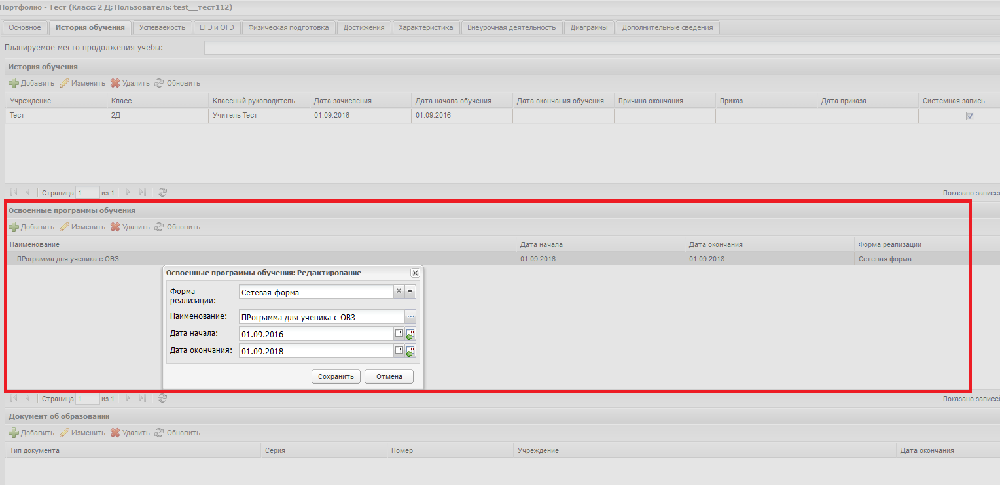 Портфолио - Тест (Класс: 2 Д; Пользователь: test__тест112)
Основное История обучения Успеваемость ЕГЭ и ОГЭ Физическая подготовка Достижения Характеристика Внеурочная деятельность Диаграммы Дополнительные сведения
Планируемое место продолжения учебы:
История обучения
Добавить Изменить Удалить Обновить
Учреждение Класс Классный руководитель Дата зачисления Дата начала обучения Дата окончания обучения Причина окончания Приказ Дата приказа Системная запись
Тест 2Д Учитель Тест 01.09.2016 01.09.2016
Страница 1 из 1 Показано записей
Освоенные программы обучения
Добавить Изменить Удалить Обновить
Наименование Дата начала Дата окончания Форма реализации
ПРограмма для ученика с ОВЗ 01.09.2016 01.09.2018 Сетевая форма
Освоенные программы обучения: Редактирование
Форма
реализации: Сетевая форма
Наименование: ПРограмма для ученика с ОВЗ
Дата начала: 01.09.2016
Дата окончания: 01.09.2018
Сохранить Отмена
Страница 1 из 1 Показано записей
Документ об образовании
Добавить Изменить Удалить Обновить
Тип документа Серия Номер Учреждение Дата окончания